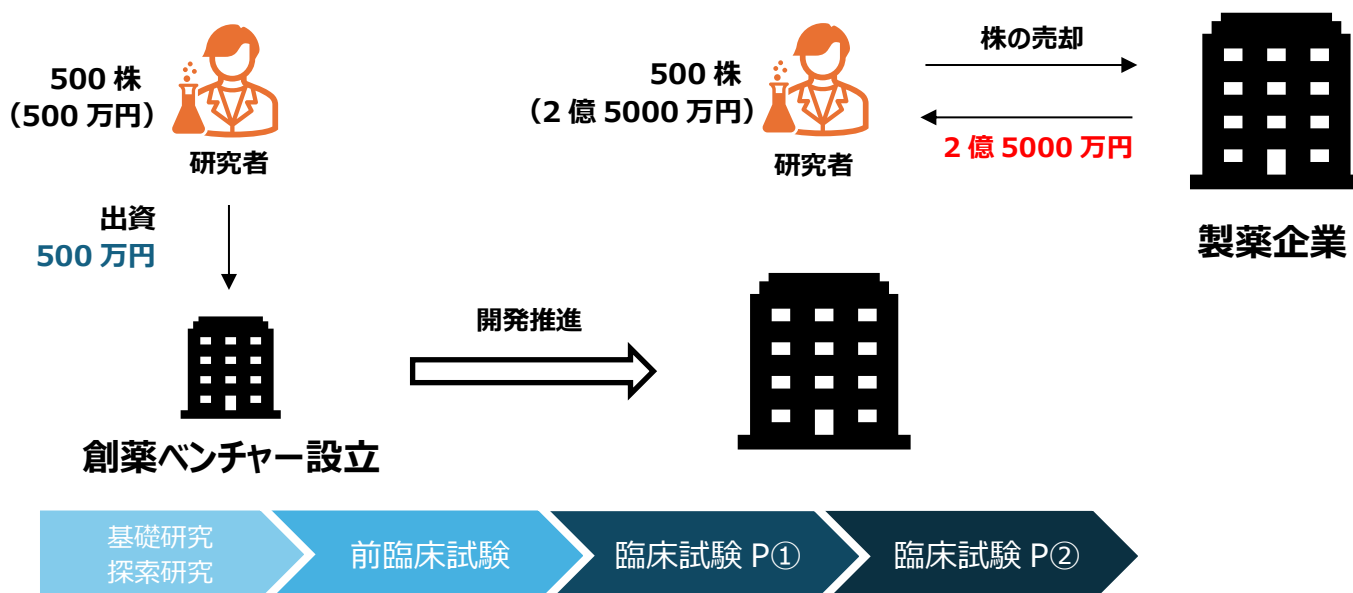 500 株
（500 万円）
研究者
出資
500 万円
創薬ベンチャー設立
開発推進
500 株
（2 億 5000 万円）
研究者
株の売却
2 億 5000 万円
製薬企業
基礎研究
探索研究
前臨床試験
臨床試験 P①
臨床試験 P②